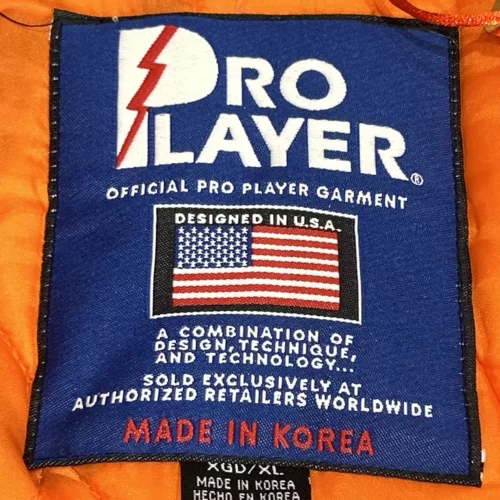 PRO
PLAYER®
OFFICIAL PRO PLAYER GARMENT
DESIGNED IN U.S.A.
A COMBINATION OF
DESIGN, TECHNIQUE,
AND TECHNOLOGY...
SOLD EXCLUSIVELY AT
AUTHORIZED RETAILERS WORLDWIDE
MADE IN KOREA
XGD/XL
MADE IN KOREA
HECHO EN KOREA